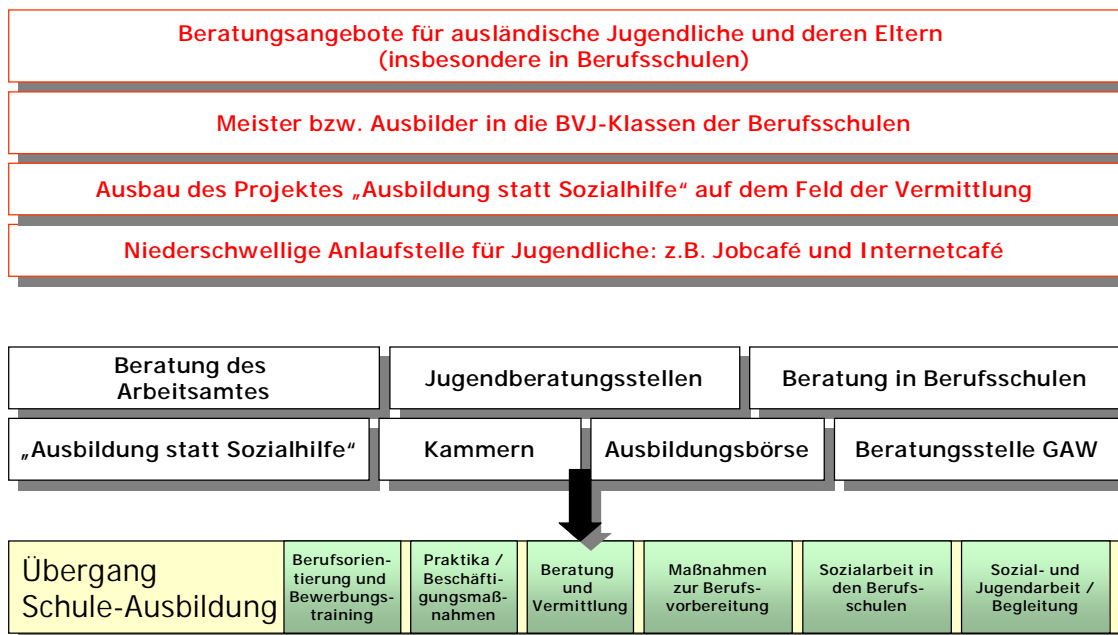 Beratungsangebote für ausländische Jugendliche und deren Eltern
(insbesondere in Berufsschulen)
Meister bzw. Ausbilder in die BVJ-Klassen der Berufsschulen
Ausbau des Projektes „Ausbildung statt Sozialhilfe“ auf dem Feld der Vermittlung
Niederschwellige Anlaufstelle für Jugendliche: z.B. Jobcafé und Internetcafé
Beratung des
Arbeitsamtes
Jugendberatungsstellen
Beratung in Berufsschulen
„Ausbildung statt Sozialhilfe“
Kammern
Ausbildungsbörse
Beratungsstelle GAW
Übergang
Schule-Ausbildung
Berufsorien-
tierung und
Bewerbungs-
training
Praktika /
Beschäfti-
gungsmaß-
nahmen
Beratung
und
Vermittlung
Maßnahmen
zur Berufs-
vorbereitung
Sozialarbeit in
den Berufs-
schulen
Sozial- und
Jugendarbeit /
Begleitung